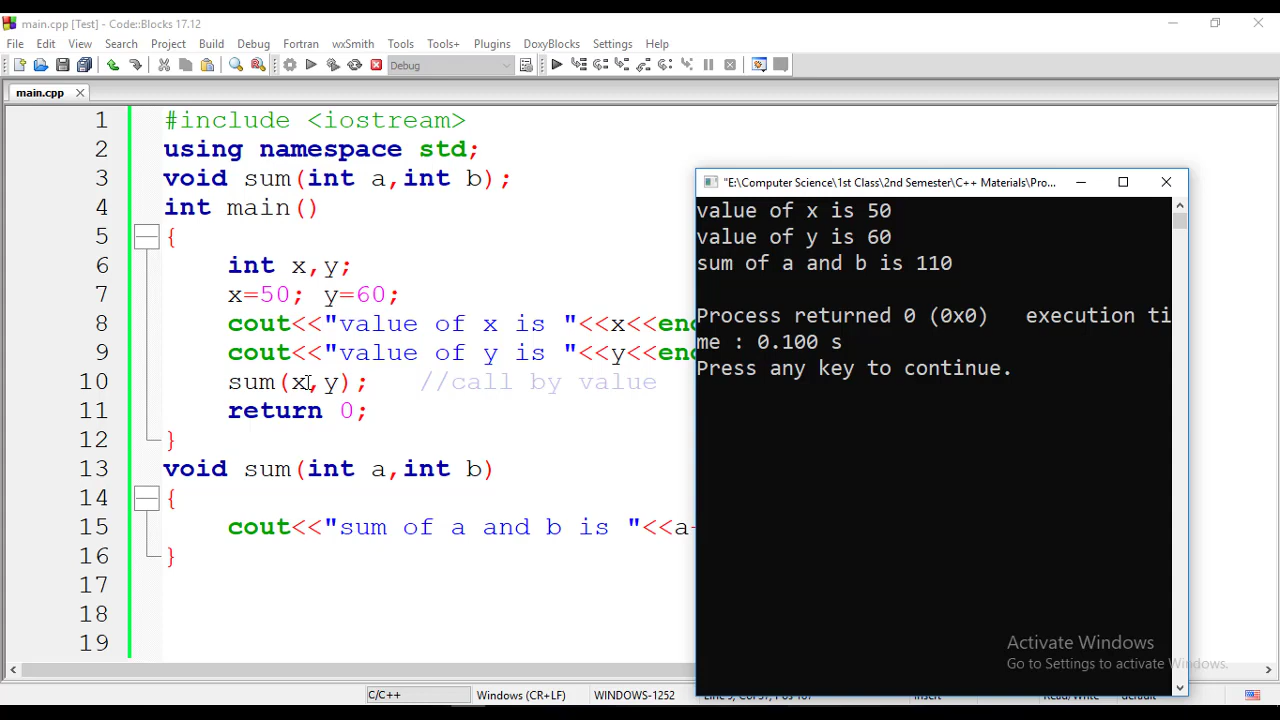 main.cpp [Test] - Code::Blocks 17.12
File Edit View Search Project Build Debug Fortran wxSmith Tools Tools+ Plugins DoxyBlocks Settings Help
Debug
main.cpp
1 #include <iostream>
2 using namespace std;
3 void sum(int a,int b);
4 int main()
5 {
6 int x,y;
7 x=50; y=60;
8 cout<<"value of x is "<<x<<en
9 cout<<"value of y is "<<y<<en
10 sum(x,y); //call by value
11 return 0;
12 }
13 void sum(int a,int b)
14 {
15 cout<<"sum of a and b is "<<a
16 }
17
18
19
"E:\Computer Science\1st Class\2nd Semester\C++ Materials\Pro...
value of x is 50
value of y is 60
sum of a and b is 110
Process returned 0 (0x0) execution ti
me : 0.100 s
Press any key to continue.
Activate Windows
Go to Settings to activate Windows.
C/C++ Windows (CR+LF) WINDOWS-1252